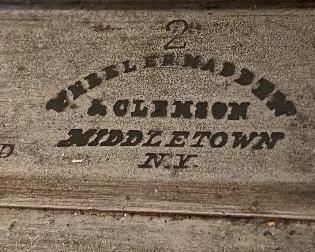 2
WHEELER MADDEN
& CLEMSON
MIDDLETOWN
N.Y
D